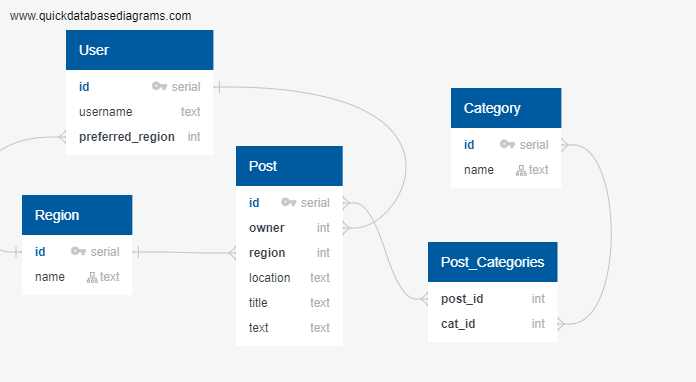 www.quickdatabasediagrams.com
User
id serial
username text
preferred_region int
Region
id serial
name text
Post
id serial
owner int
region int
location text
title text
text text
Category
id serial
name text
Post_Categories
post_id int
cat_id int